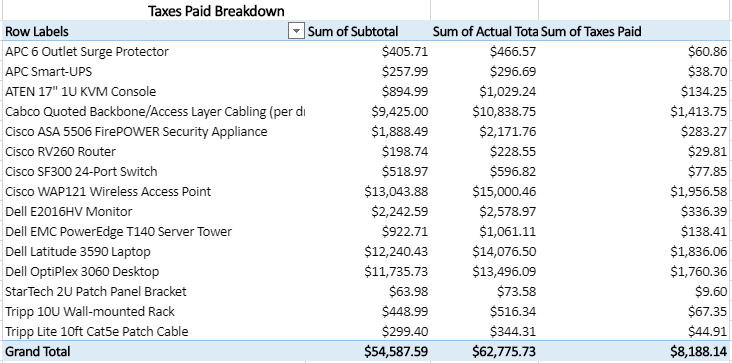 Taxes Paid Breakdown
Row Labels Sum of Subtotal Sum of Actual Tota Sum of Taxes Paid
APC 6 Outlet Surge Protector $405.71 $466.57 $60.86
APC Smart-UPS $257.99 $296.69 $38.70
ATEN 17" 1U KVM Console $894.99 $1,029.24 $134.25
Cabco Quoted Backbone/Access Layer Cabling (per dr $9,425.00 $10,838.75 $1,413.75
Cisco ASA 5506 FirePOWER Security Appliance $1,888.49 $2,171.76 $283.27
Cisco RV260 Router $198.74 $228.55 $29.81
Cisco SF300 24-Port Switch $518.97 $596.82 $77.85
Cisco WAP121 Wireless Access Point $13,043.88 $15,000.46 $1,956.58
Dell E2016HV Monitor $2,242.59 $2,578.97 $336.39
Dell EMC PowerEdge T140 Server Tower $922.71 $1,061.11 $138.41
Dell Latitude 3590 Laptop $12,240.43 $14,076.50 $1,836.06
Dell OptiPlex 3060 Desktop $11,735.73 $13,496.09 $1,760.36
StarTech 2U Patch Panel Bracket $63.98 $73.58 $9.60
Tripp 10U Wall-mounted Rack $448.99 $516.34 $67.35
Tripp Lite 10ft Cat5e Patch Cable $299.40 $344.31 $44.91
Grand Total $54,587.59 $62,775.73 $8,188.14